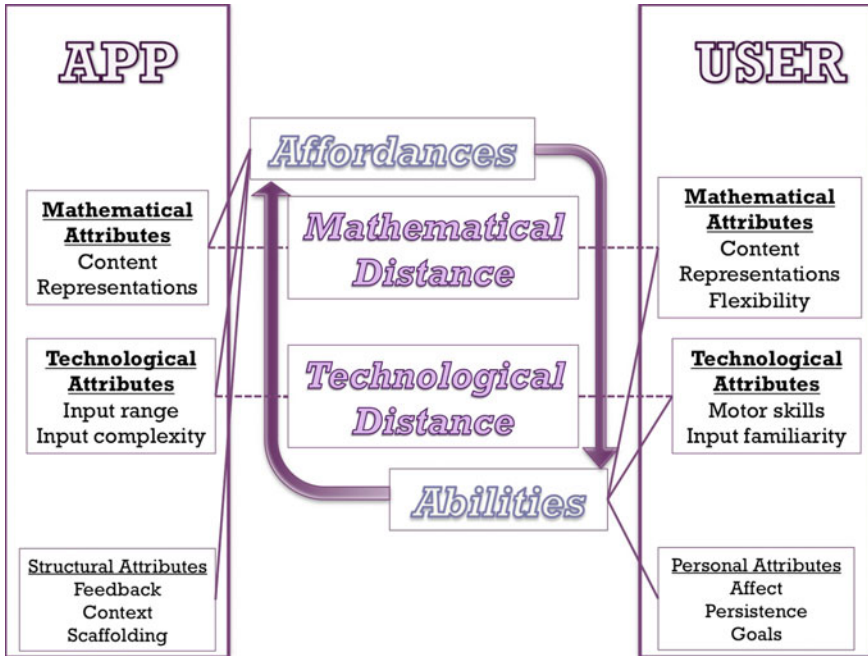 APP
USER
Affordances
Mathematical
Attributes
Content
Representations
Mathematical
Distance
Mathematical
Attributes
Content
Representations
Flexibility
Technological
Attributes
Input range
Input complexity
Technological
Distance
Technological
Attributes
Motor skills
Input familiarity
Abilities
Structural Attributes
Feedback
Context
Scaffolding
Personal Attributes
Affect
Persistence
Goals